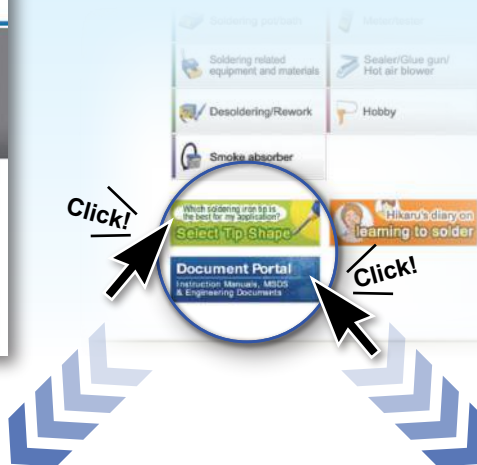 Soldering related
equipment and materials
Sealer/Glue gun/
Hot air blower
Desoldering/Rework
Hobby
Smoke absorber
Click!
Which soldering iron tip is
the best for my application?
Select Tip Shape
Hikaru's diary on
learning to solder
Document Portal
Instruction Manuals, MSDS
& Engineering Documents
Click!